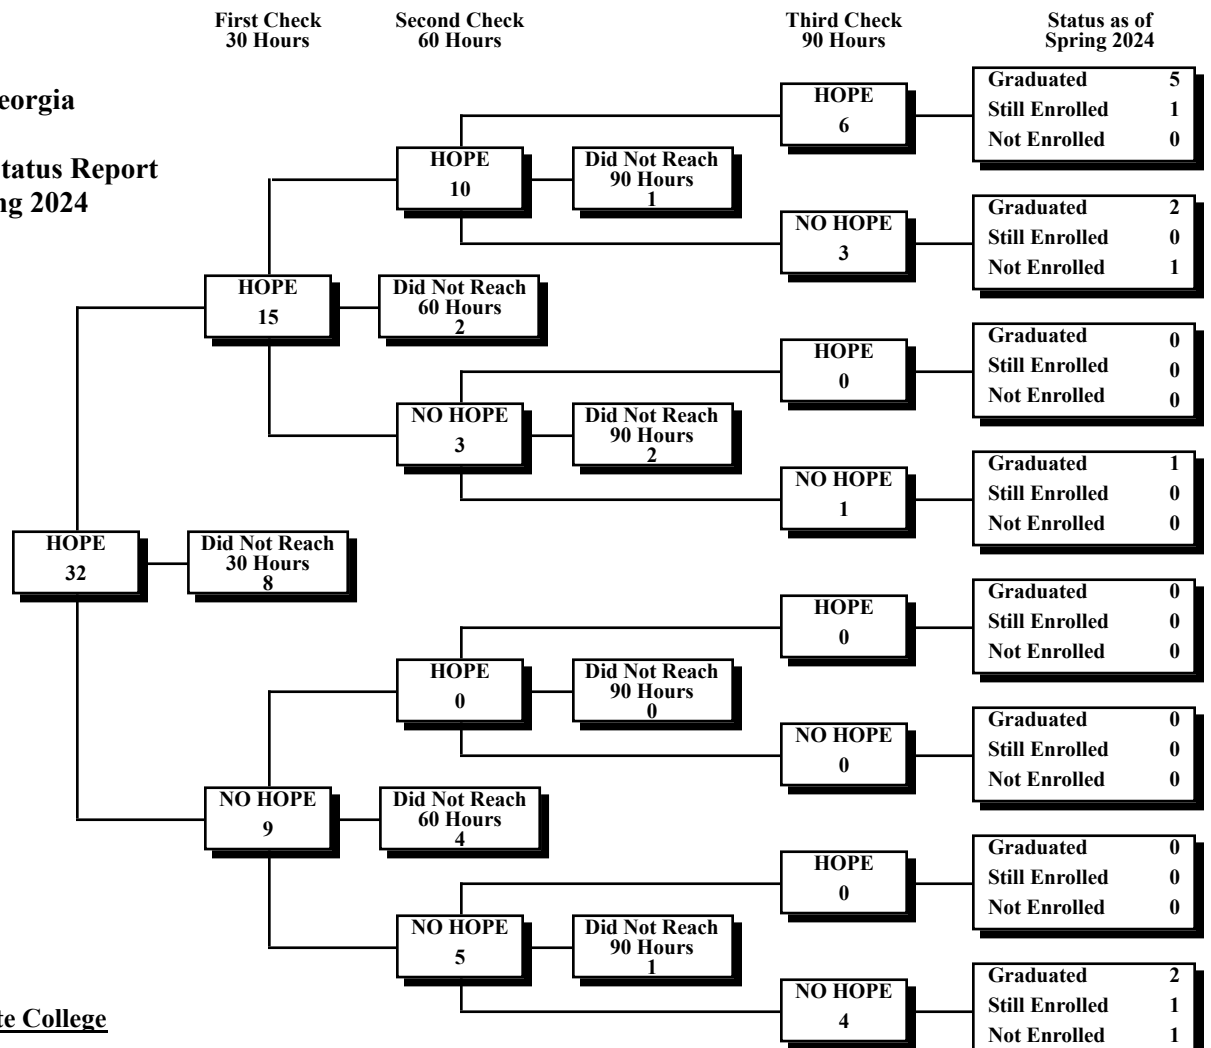 First Check
30 Hours
Second Check
60 Hours
Third Check
90 Hours
Status as of
Spring 2024
eorgia
tatus Report
ng 2024
HOPE
32
Did Not Reach
30 Hours
8
HOPE
15
Did Not Reach
60 Hours
2
NO HOPE
9
Did Not Reach
60 Hours
4
HOPE
10
Did Not Reach
90 Hours
1
NO HOPE
3
Did Not Reach
90 Hours
2
HOPE
0
Did Not Reach
90 Hours
0
NO HOPE
5
Did Not Reach
90 Hours
1
HOPE
6
Graduated 5
Still Enrolled 1
Not Enrolled 0
NO HOPE
3
Graduated 2
Still Enrolled 0
Not Enrolled 1
HOPE
0
Graduated 0
Still Enrolled 0
Not Enrolled 0
NO HOPE
1
Graduated 1
Still Enrolled 0
Not Enrolled 0
HOPE
0
Graduated 0
Still Enrolled 0
Not Enrolled 0
NO HOPE
0
Graduated 0
Still Enrolled 0
Not Enrolled 0
HOPE
0
Graduated 0
Still Enrolled 0
Not Enrolled 0
NO HOPE
4
Graduated 2
Still Enrolled 1
Not Enrolled 1
te College